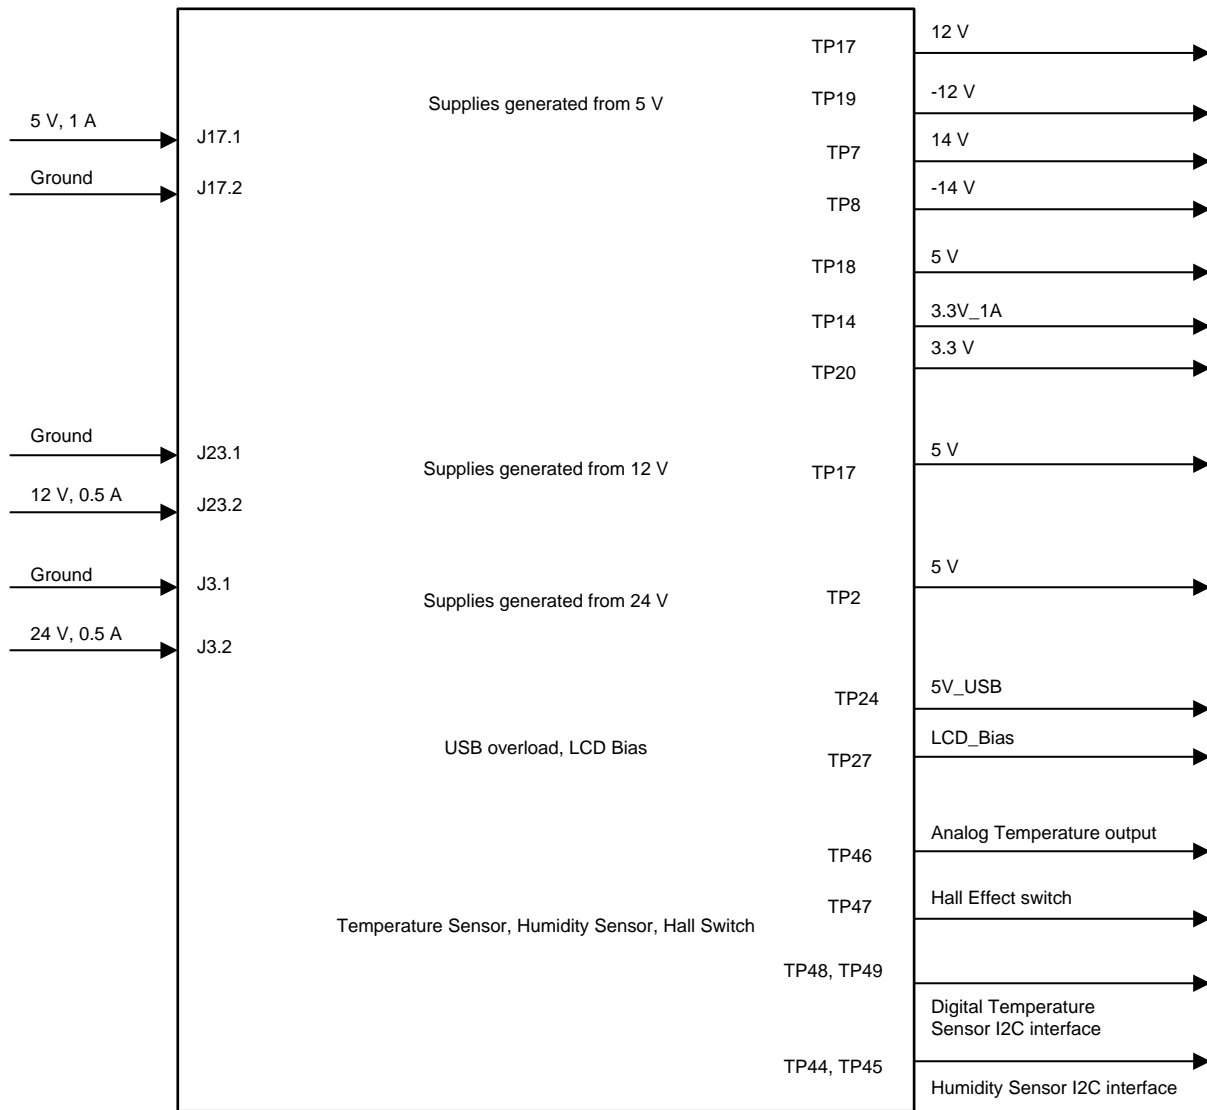 12 V
TP17
-12 V
TP19
Supplies generated from 5 V
5 V, 1 A
J17.1
14 V
TP7
Ground
J17.2
-14 V
TP8
5 V
TP18
3.3V_1A
TP14
3.3 V
TP20
Ground
J23.1
Supplies generated from 12 V
TP17
5 V
12 V, 0.5 A
J23.2
Ground
J3.1
Supplies generated from 24 V
TP2
5 V
24 V, 0.5 A
J3.2
5V_USB
TP24
USB overload, LCD Bias
LCD_Bias
TP27
Analog Temperature output
TP46
Hall Effect switch
TP47
Temperature Sensor, Humidity Sensor, Hall Switch
TP48, TP49
Digital Temperature
Sensor I2C interface
TP44, TP45
Humidity Sensor I2C interface